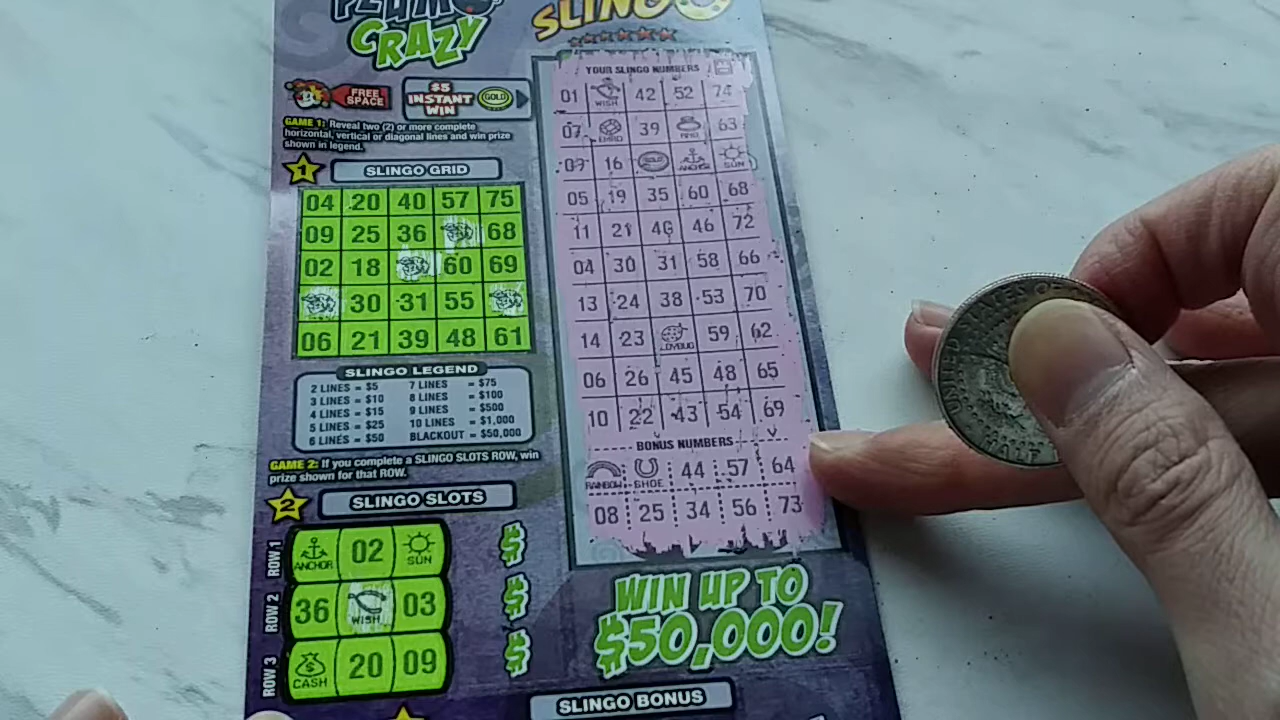 CRAZY
SLINGO
FREE SPACE
$5 INSTANT WIN
GOLD
GAME 1: Reveal two (2) or more complete
horizontal, vertical or diagonal lines and win prize
shown in legend.
1
SLINGO GRID
04 20 40 57 75
09 25 36 68
02 18 60 69
30 31 55
06 21 39 48 61
SLINGO LEGEND
2 LINES = $5 7 LINES = $75
3 LINES = $10 8 LINES = $100
4 LINES = $15 9 LINES = $500
5 LINES = $25 10 LINES = $1,000
6 LINES = $50 BLACKOUT = $50,000
GAME 2: If you complete a SLINGO SLOTS ROW, win
prize shown for that ROW.
2
SLINGO SLOTS
ROW 1
ANCHOR 02 SUN $
ROW 2
36 WISH 03 $
ROW 3
CASH 20 09 $
YOUR SLINGO NUMBERS
01 WISH 42 52 74
07 EMRD 39 RING 63
16 GOLD ANCHOR SUN
05 19 35 60 68
11 21 46 72
04 30 31 58 66
13 24 38 53 70
14 23 59 62
06 26 45 48 65
10 22 43 54 69
BONUS NUMBERS
RAINBOW SHOE 44 57 64
08 25 34 56 73
WIN UP TO
$50,000!
SLINGO BONUS
UNITED STATES OF
HALF